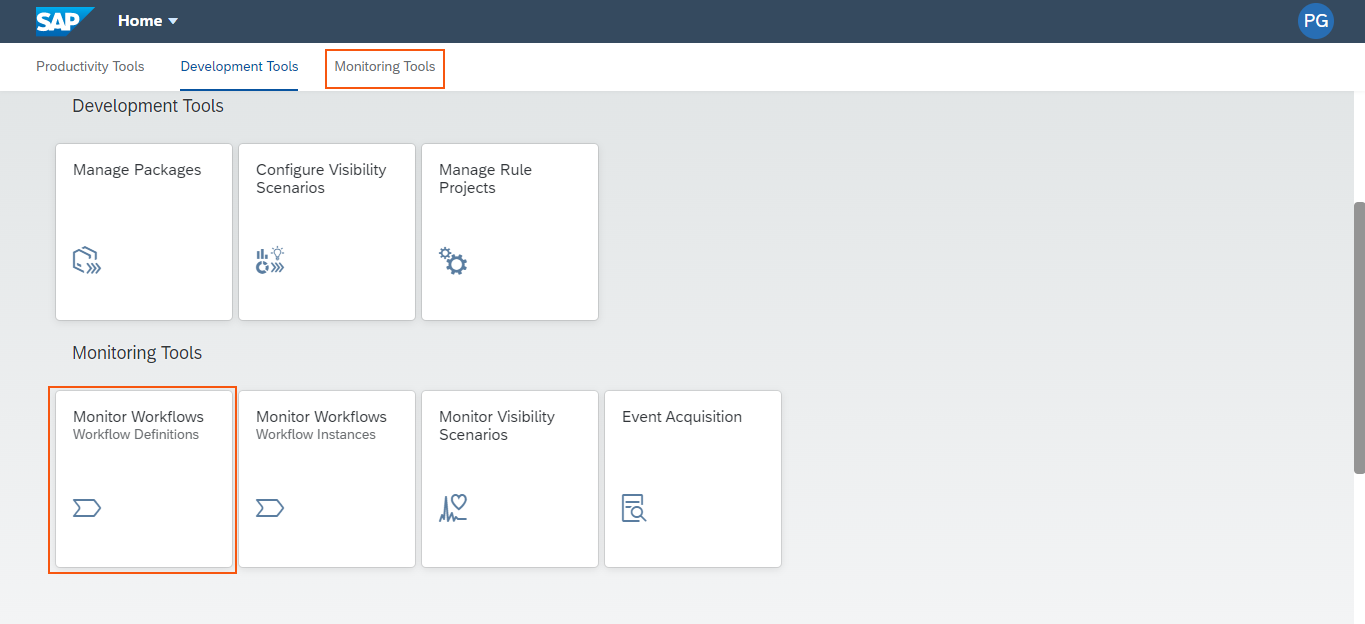 SAP Home PG
Productivity Tools Development Tools Monitoring Tools
Development Tools
Manage Packages
Configure Visibility
Scenarios
Manage Rule
Projects
Monitoring Tools
Monitor Workflows
Workflow Definitions
Monitor Workflows
Workflow Instances
Monitor Visibility
Scenarios
Event Acquisition